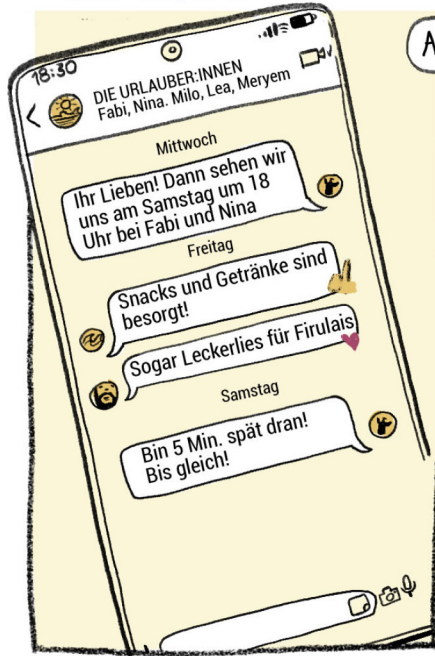 18:30
DIE URLAUBER:INNEN
Fabi, Nina. Milo, Lea, Meryem
Mittwoch
Ihr Lieben! Dann sehen wir
uns am Samstag um 18
Uhr bei Fabi und Nina
Freitag
Snacks und Getränke sind
besorgt!
Sogar Leckerlies für Firulais
Samstag
Bin 5 Min. spät dran!
Bis gleich!
A